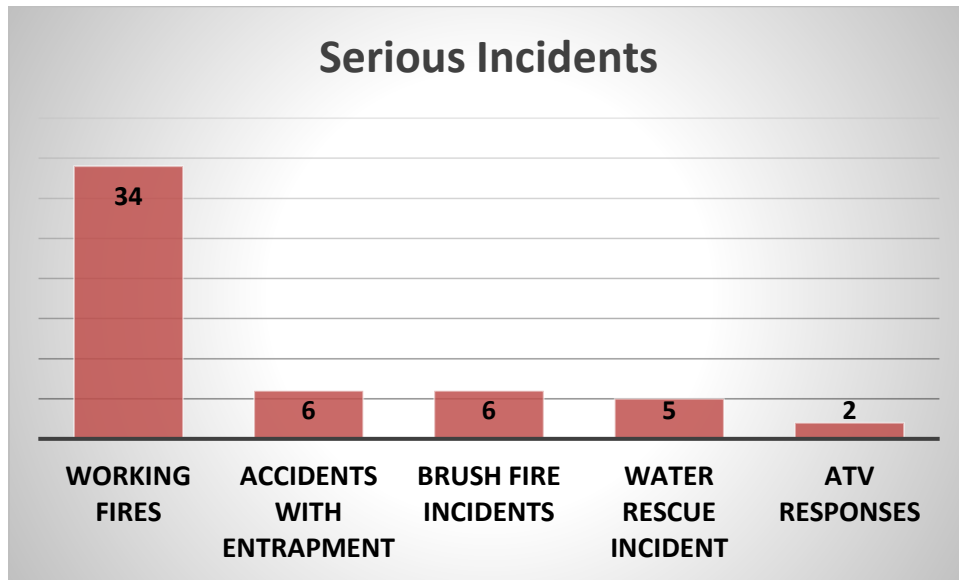 Serious Incidents
34
6
6
5
2
WORKING
FIRES
ACCIDENTS
WITH
ENTRAPMENT
BRUSH FIRE
INCIDENTS
WATER
RESCUE
INCIDENT
ATV
RESPONSES